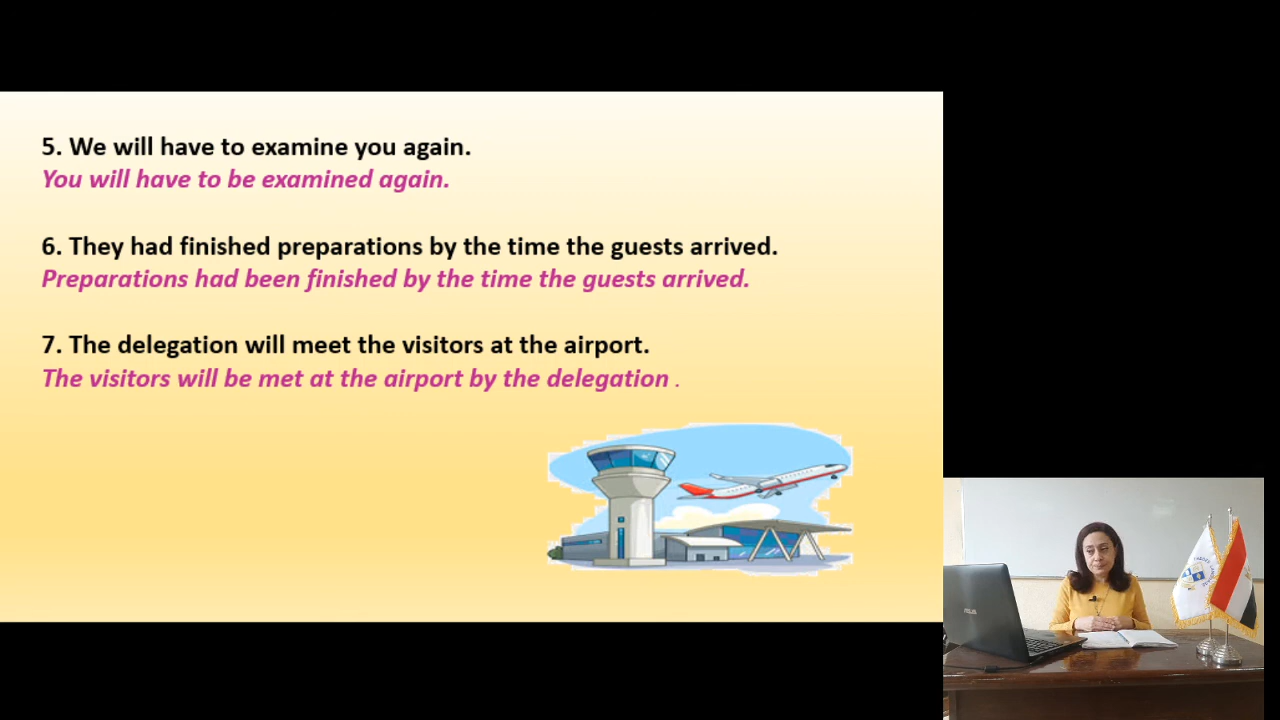 5. We will have to examine you again.
You will have to be examined again.
6. They had finished preparations by the time the guests arrived.
Preparations had been finished by the time the guests arrived.
7. The delegation will meet the visitors at the airport.
The visitors will be met at the airport by the delegation .
ASUS